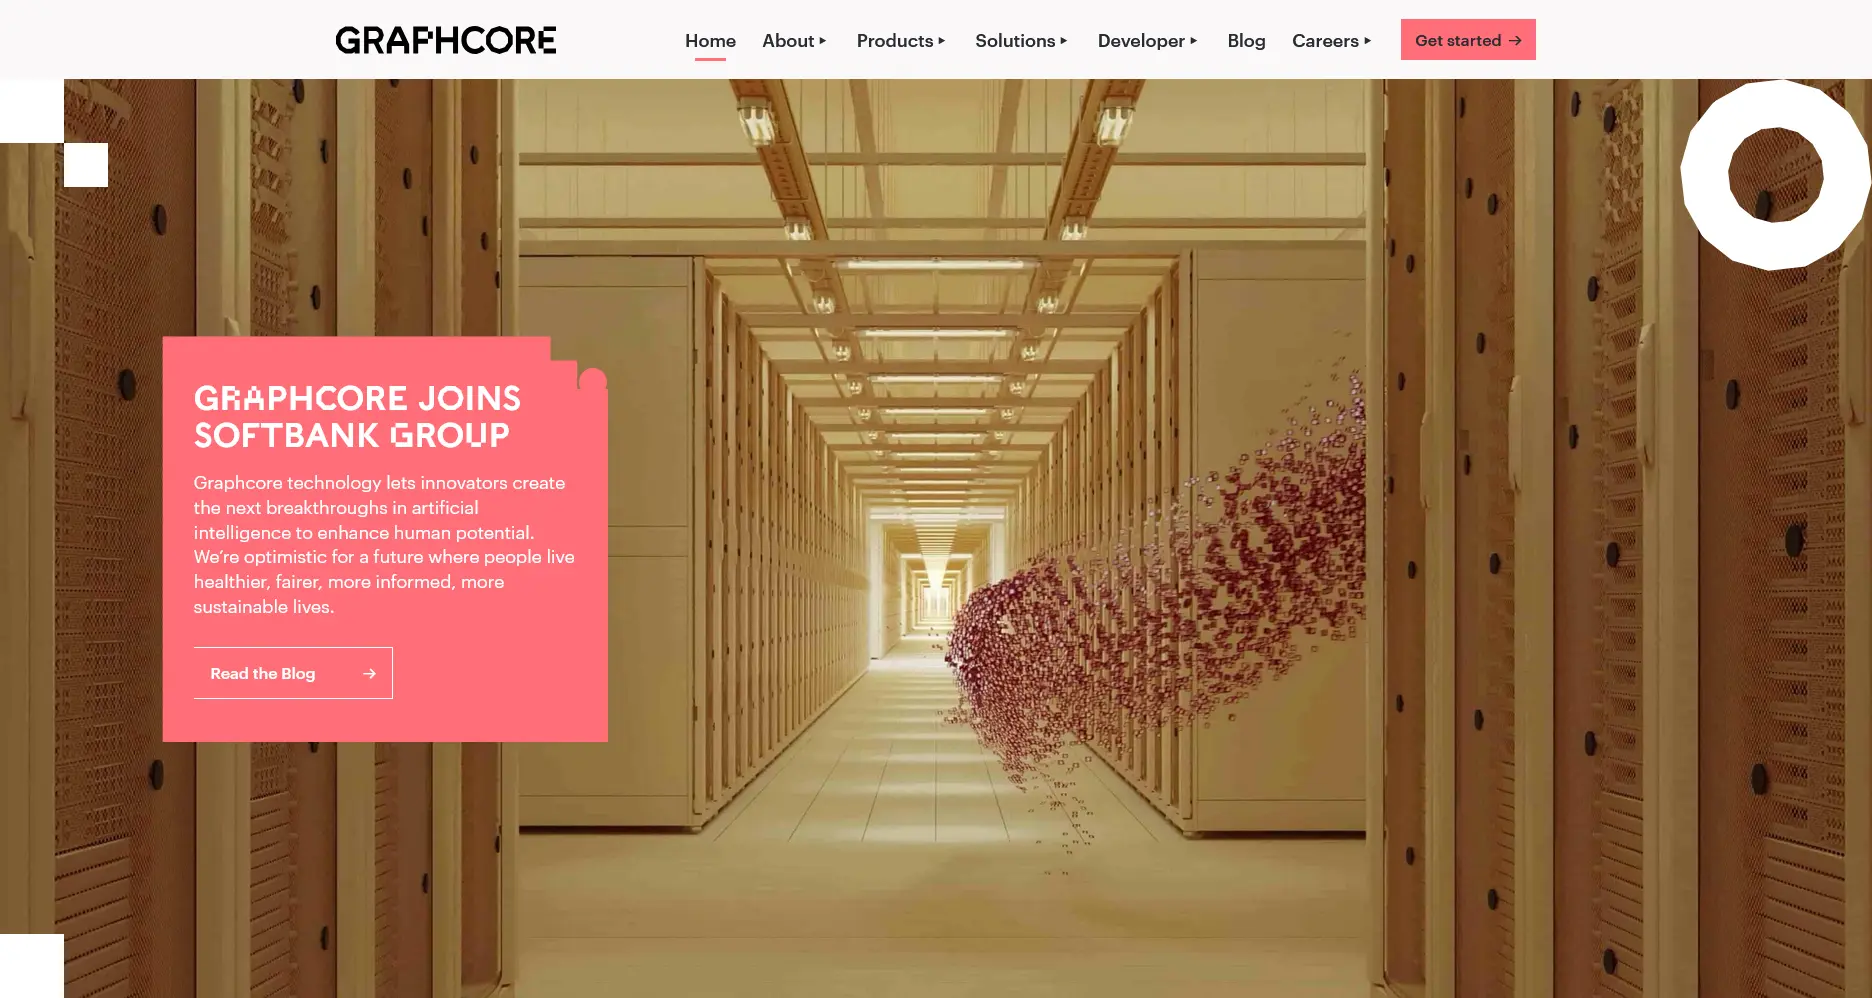 GRAPHCORE
Home About Products Solutions Developer Blog Careers Get started →
GRAPHCORE JOINS
SOFTBANK GROUP
Graphcore technology lets innovators create
the next breakthroughs in artificial
intelligence to enhance human potential.
We’re optimistic for a future where people live
healthier, fairer, more informed, more
sustainable lives.
Read the Blog →